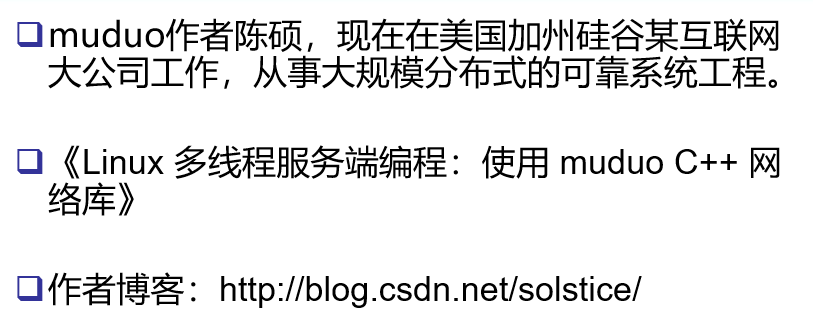 muduo作者陈硕，现在在美国加州硅谷某互联网
大公司工作，从事大规模分布式的可靠系统工程。
《Linux 多线程服务端编程：使用 muduo C++ 网
络库》
作者博客：http://blog.csdn.net/solstice/